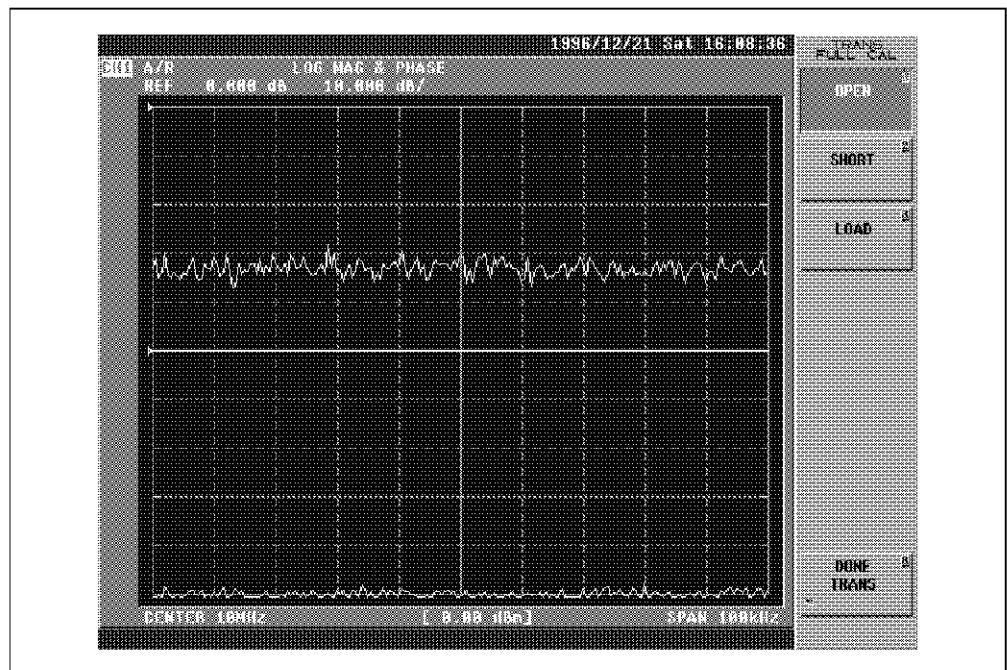 1996/12/21 Sat 16:08:36
CH1 A/R LOG MAG & PHASE
REF 0.000 dB 10.000 dB/
TRANS
FULL CAL
OPEN
SHORT
LOAD
DONE
TRANS
CENTER 10MHz [ 0.00 dBm] SPAN 100kHz